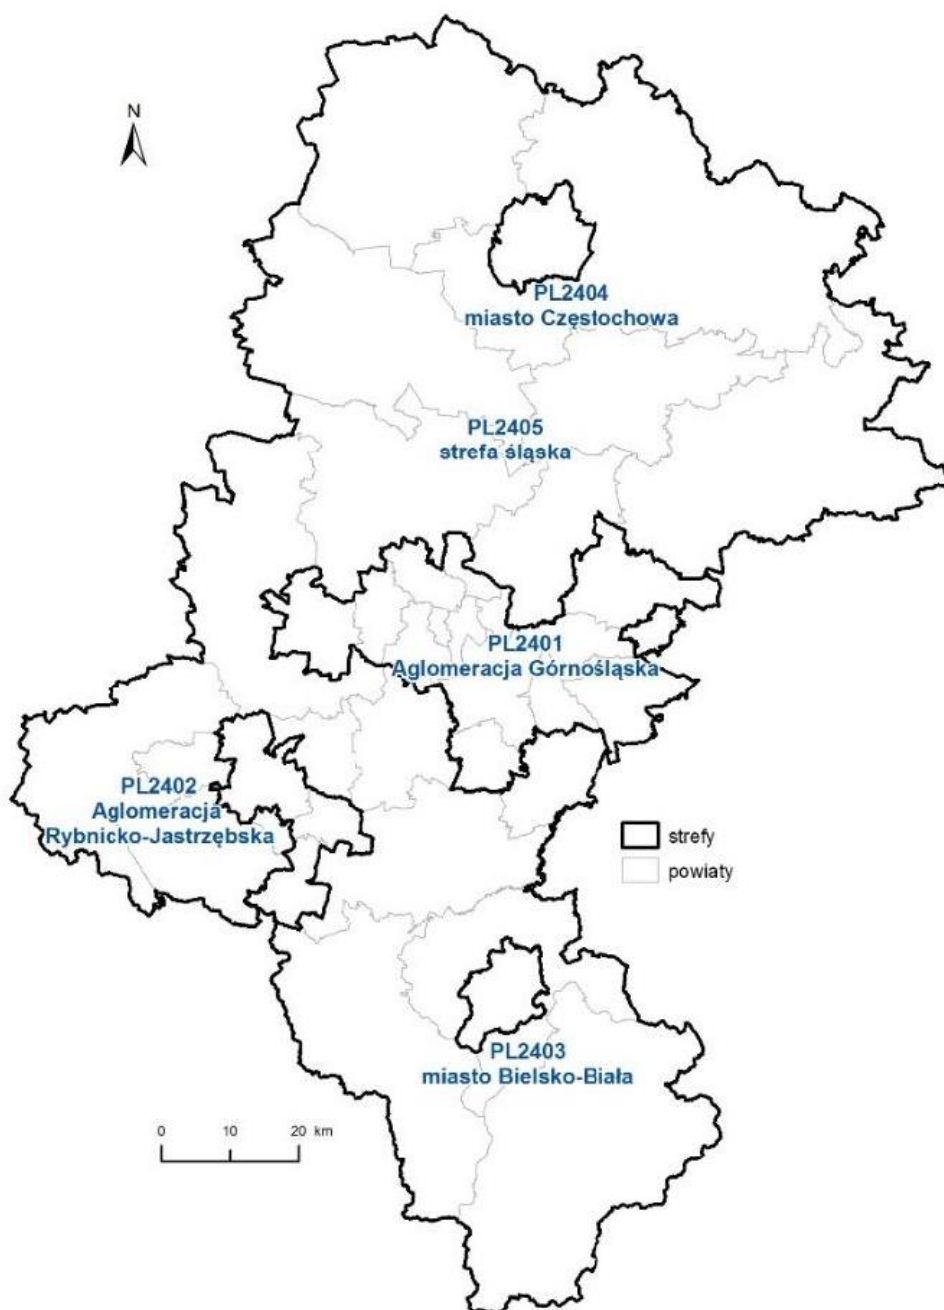 N
PL2404
miasto Częstochowa
PL2405
strefa śląska
PL2401
Aglomeracja Górnośląska
PL2402
Aglomeracja
Rybnicko-Jastrzębska
strefy
powiaty
PL2403
miasto Bielsko-Biała
0 10 20 km